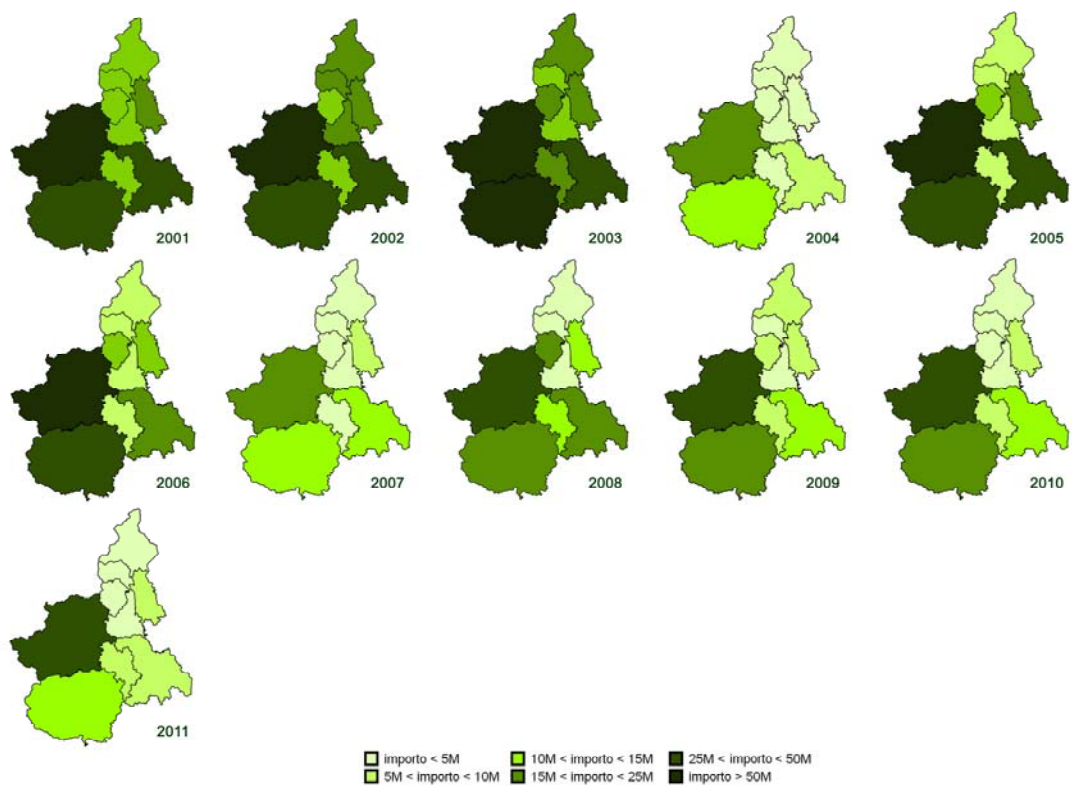 2001
2002
2003
2004
2005
2006
2007
2008
2009
2010
2011
importo < 5M
10M < importo < 15M
25M < importo < 50M
5M < importo < 10M
15M < importo < 25M
importo > 50M